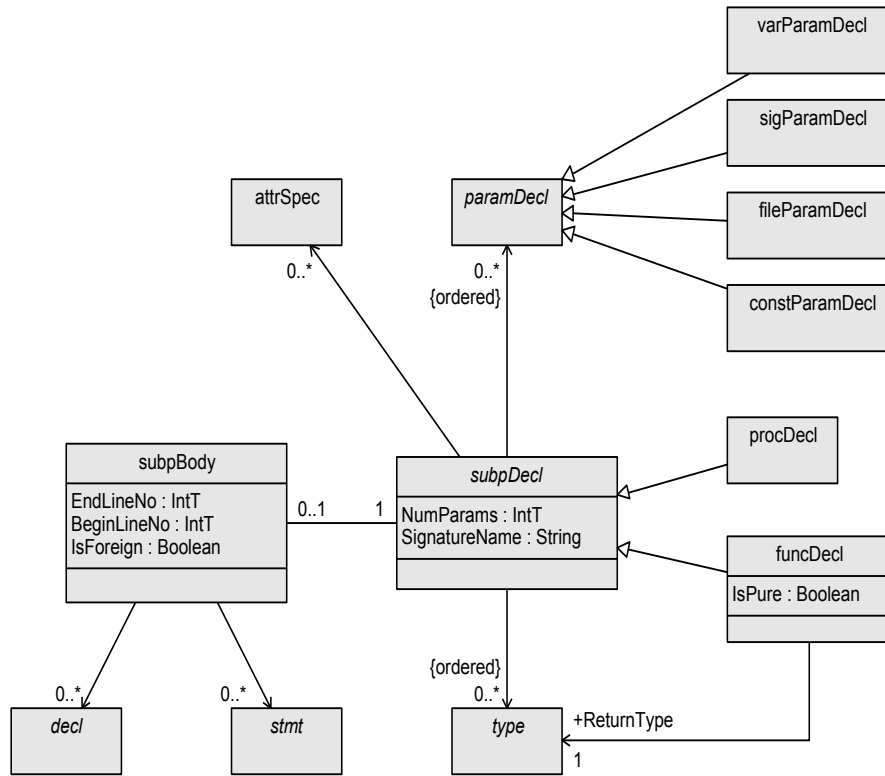 varParamDecl
sigParamDecl
attrSpec
paramDecl
fileParamDecl
0..*
0..*
{ordered}
constParamDecl
procDecl
subpBody
EndLineNo : IntT
BeginLineNo : IntT
IsForeign : Boolean
0..1
1
subpDecl
NumParams : IntT
SignatureName : String
funcDecl
IsPure : Boolean
{ordered}
0..*
0..*
0..*
+ReturnType
1
decl
stmt
type